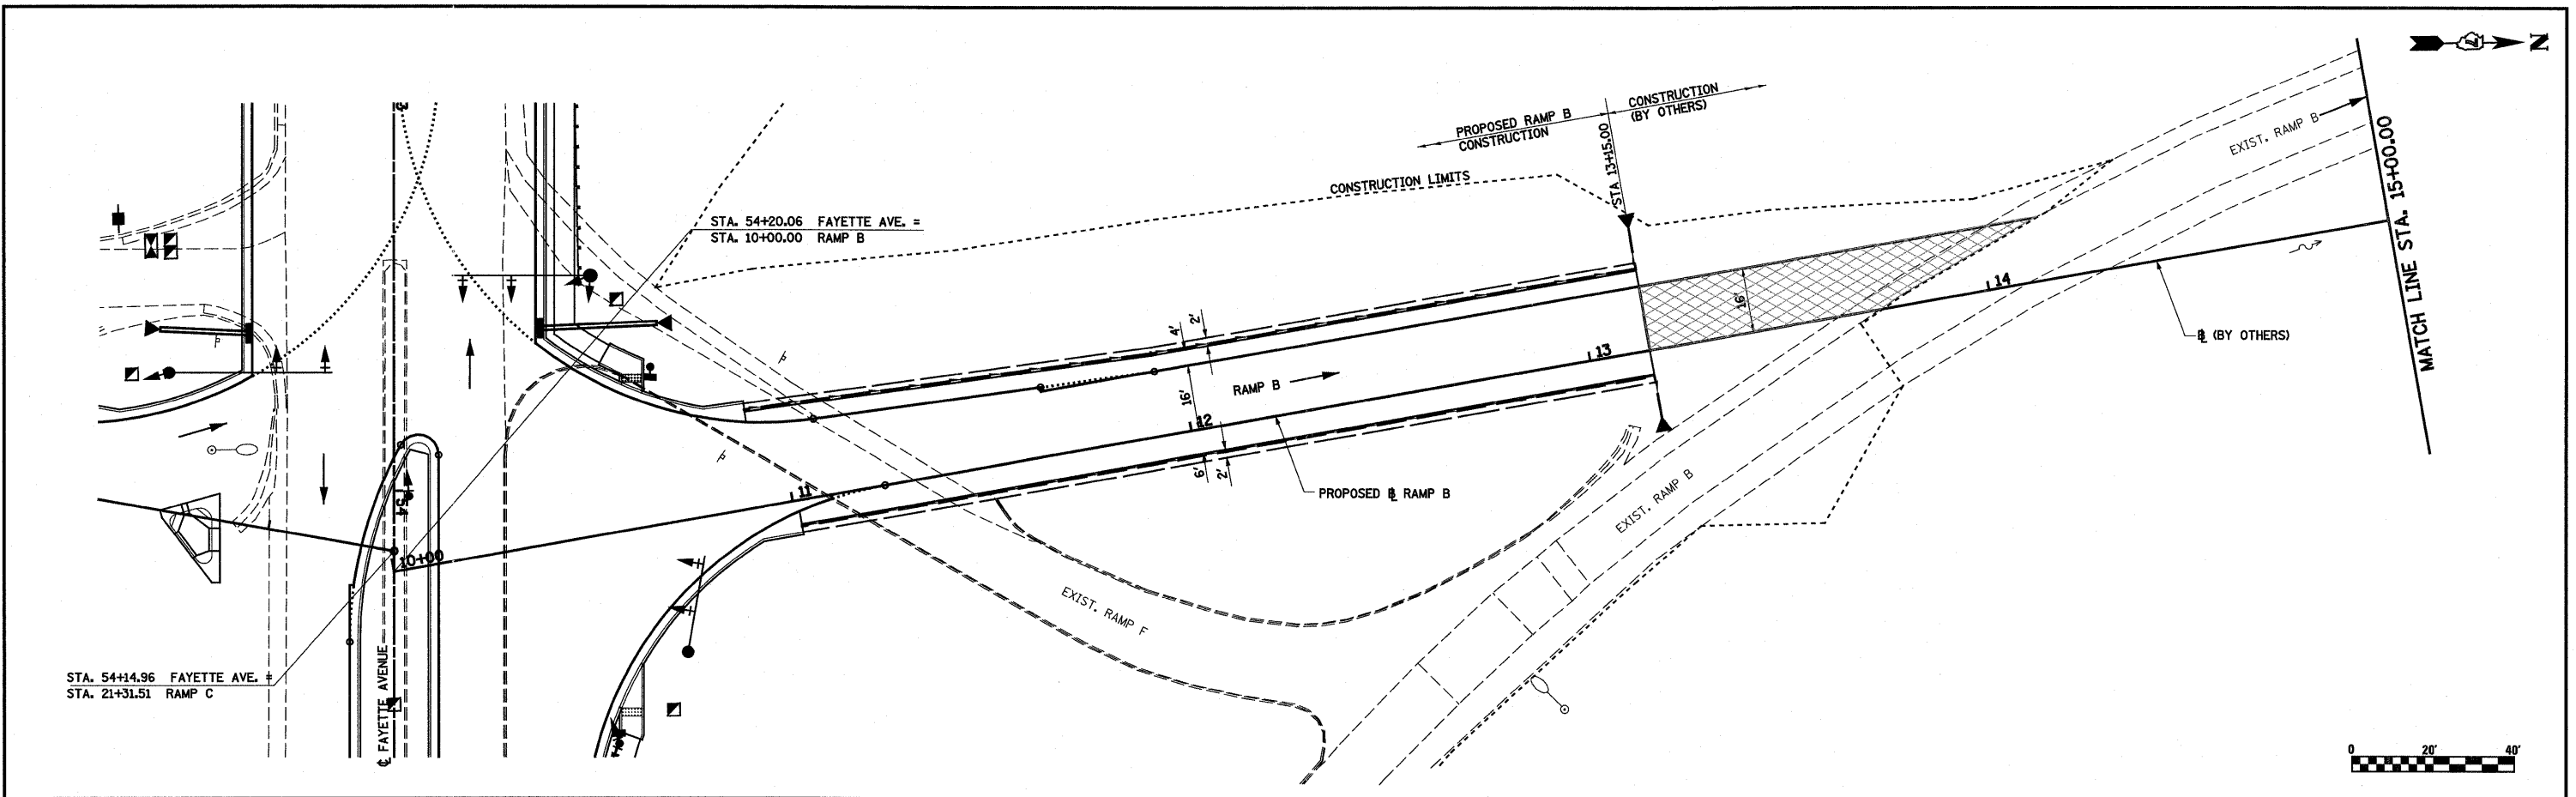 N
PROPOSED RAMP B
CONSTRUCTION
CONSTRUCTION
(BY OTHERS)
STA 13+15.00
CONSTRUCTION LIMITS
EXIST. RAMP B
MATCH LINE STA. 15+00.00
STA. 54+20.06 FAYETTE AVE. =
STA. 10+00.00 RAMP B
14
16'
℄ (BY OTHERS)
4'
2'
13
RAMP B
16'
12
6'
2'
PROPOSED ℄ RAMP B
11
54
10+00
EXIST. RAMP B
EXIST. RAMP F
STA. 54+14.96 FAYETTE AVE. =
STA. 21+31.51 RAMP C
℄ FAYETTE AVENUE
0 20' 40'